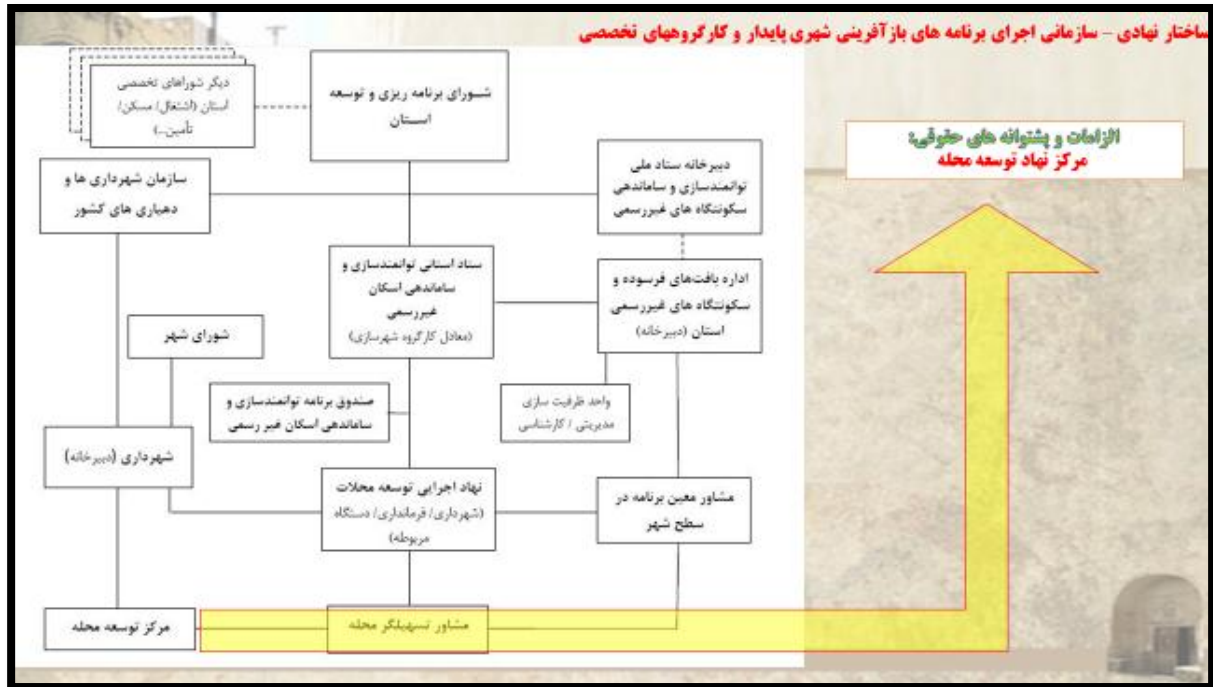 ساختار نهادی - سازمانی اجرای برنامه های بازآفرینی شهری پایدار و کارگروههای تخصصی
دیگر شوراهای تخصصی
استان (اشتغال/ مسکن/
تأمین..)
شورای برنامه ریزی و توسعه
استان
الزامات و پشتوانه های حقوقی:
مرکز نهاد توسعه محله
دبیرخانه ستاد ملی
توانمندسازی و ساماندهی
سکونتگاه های غیررسمی
سازمان شهرداری ها و
دهیاری های کشور
ستاد استانی توانمندسازی و
ساماندهی اسکان
غیررسمی
(معادل کارگروه شهرسازی)
اداره بافت‌های فرسوده و
سکونتگاه های غیررسمی
استان (دبیرخانه)
شورای شهر
صندوق برنامه توانمندسازی و
ساماندهی اسکان غیر رسمی
واحد ظرفیت سازی
مدیریتی / کارشناسی
شهرداری (دبیرخانه)
نهاد اجرایی توسعه محلات
(شهرداری/ فرمانداری/ دستگاه
مربوطه)
مشاور معین برنامه در
سطح شهر
مشاور تسهیلگر محله
مرکز توسعه محله